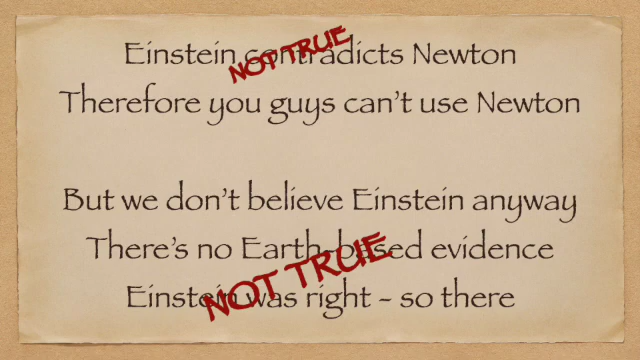 Einstein contradicts Newton
NOT TRUE
Therefore you guys can't use Newton
But we don't believe Einstein anyway
There's no Earth-based evidence
NOT TRUE
Einstein was right - so there